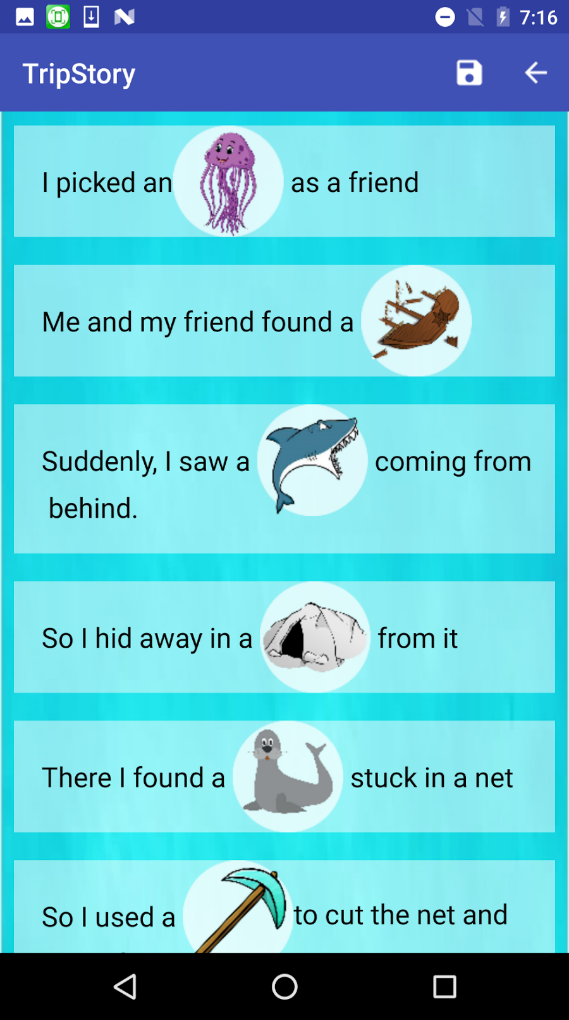 7:16
TripStory
I picked an as a friend
Me and my friend found a
Suddenly, I saw a coming from
behind.
So I hid away in a from it
There I found a stuck in a net
So I used a to cut the net and